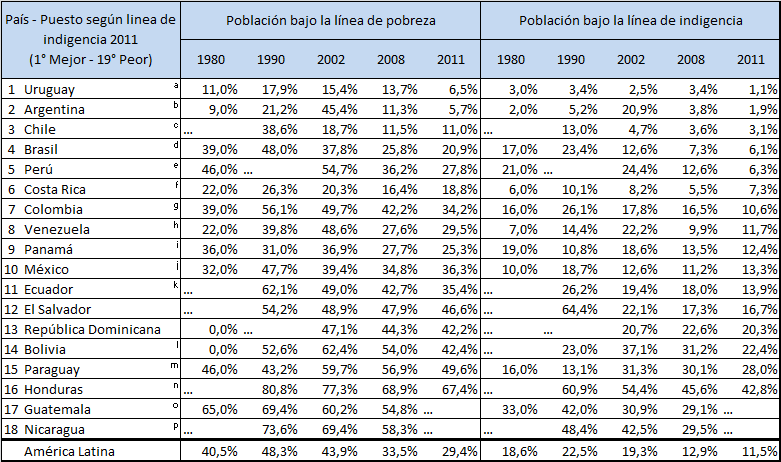 País - Puesto según linea de indigencia 2011 (1° Mejor - 19° Peor) Población bajo la línea de pobreza Población bajo la línea de indigencia
1980 1990 2002 2008 2011 1980 1990 2002 2008 2011
1 Uruguay a 11,0% 17,9% 15,4% 13,7% 6,5% 3,0% 3,4% 2,5% 3,4% 1,1%
2 Argentina b 9,0% 21,2% 45,4% 11,3% 5,7% 2,0% 5,2% 20,9% 3,8% 1,9%
3 Chile c ... 38,6% 18,7% 11,5% 11,0% ... 13,0% 4,7% 3,6% 3,1%
4 Brasil d 39,0% 48,0% 37,8% 25,8% 20,9% 17,0% 23,4% 12,6% 7,3% 6,1%
5 Perú e 46,0% ... 54,7% 36,2% 27,8% 21,0% ... 24,4% 12,6% 6,3%
6 Costa Rica f 22,0% 26,3% 20,3% 16,4% 18,8% 6,0% 10,1% 8,2% 5,5% 7,3%
7 Colombia g 39,0% 56,1% 49,7% 42,2% 34,2% 16,0% 26,1% 17,8% 16,5% 10,6%
8 Venezuela h 22,0% 39,8% 48,6% 27,6% 29,5% 7,0% 14,4% 22,2% 9,9% 11,7%
9 Panamá i 36,0% 31,0% 36,9% 27,7% 25,3% 19,0% 10,8% 18,6% 13,5% 12,4%
10 México j 32,0% 47,7% 39,4% 34,8% 36,3% 10,0% 18,7% 12,6% 11,2% 13,3%
11 Ecuador k ... 62,1% 49,0% 42,7% 35,4% ... 26,2% 19,4% 18,0% 13,9%
12 El Salvador ... 54,2% 48,9% 47,9% 46,6% ... 64,4% 22,1% 17,3% 16,7%
13 República Dominicana 0,0% ... 47,1% 44,3% 42,2% ... ... 20,7% 22,6% 20,3%
14 Bolivia l 0,0% 52,6% 62,4% 54,0% 42,4% ... 23,0% 37,1% 31,2% 22,4%
15 Paraguay m 46,0% 43,2% 59,7% 56,9% 49,6% 16,0% 13,1% 31,3% 30,1% 28,0%
16 Honduras n ... 80,8% 77,3% 68,9% 67,4% ... 60,9% 54,4% 45,6% 42,8%
17 Guatemala o 65,0% 69,4% 60,2% 54,8% ... 33,0% 42,0% 30,9% 29,1% ...
18 Nicaragua p ... 73,6% 69,4% 58,3% ... ... 48,4% 42,5% 29,5% ...
América Latina 40,5% 48,3% 43,9% 33,5% 29,4% 18,6% 22,5% 19,3% 12,9% 11,5%